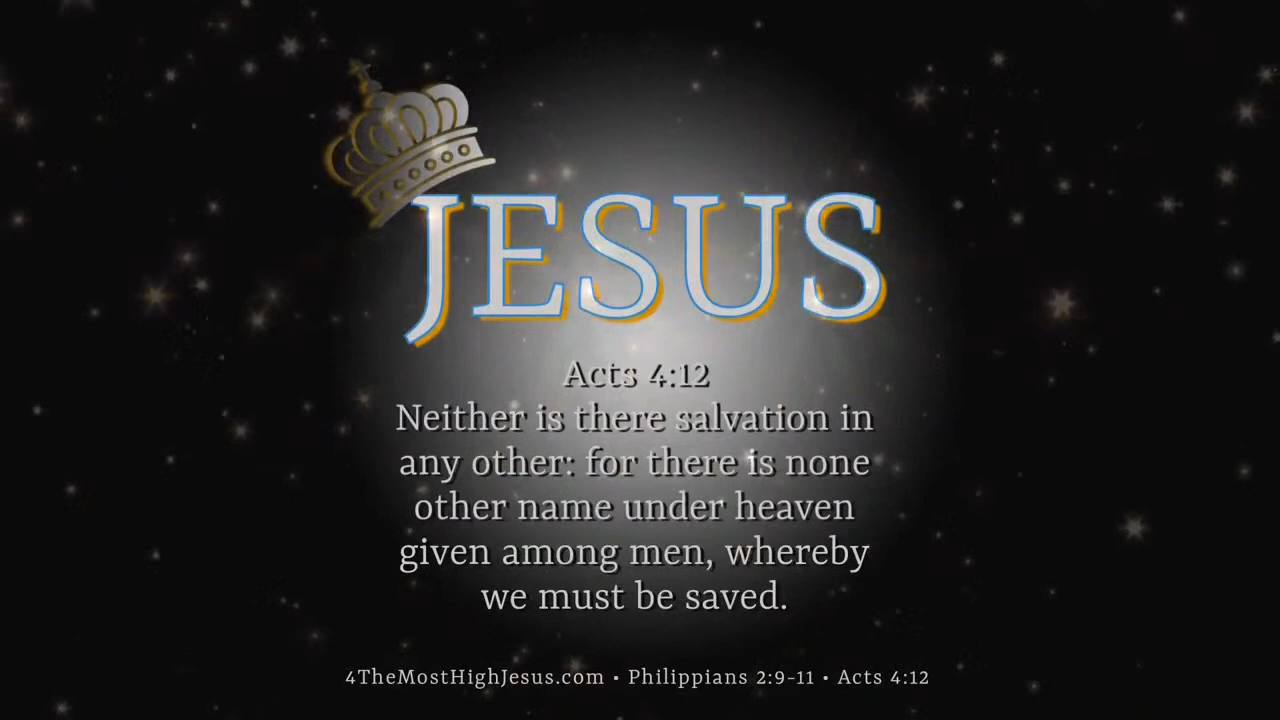 JESUS
Acts 4:12
Neither is there salvation in
any other: for there is none
other name under heaven
given among men, whereby
we must be saved.
4TheMostHighJesus.com • Philippians 2:9-11 • Acts 4:12